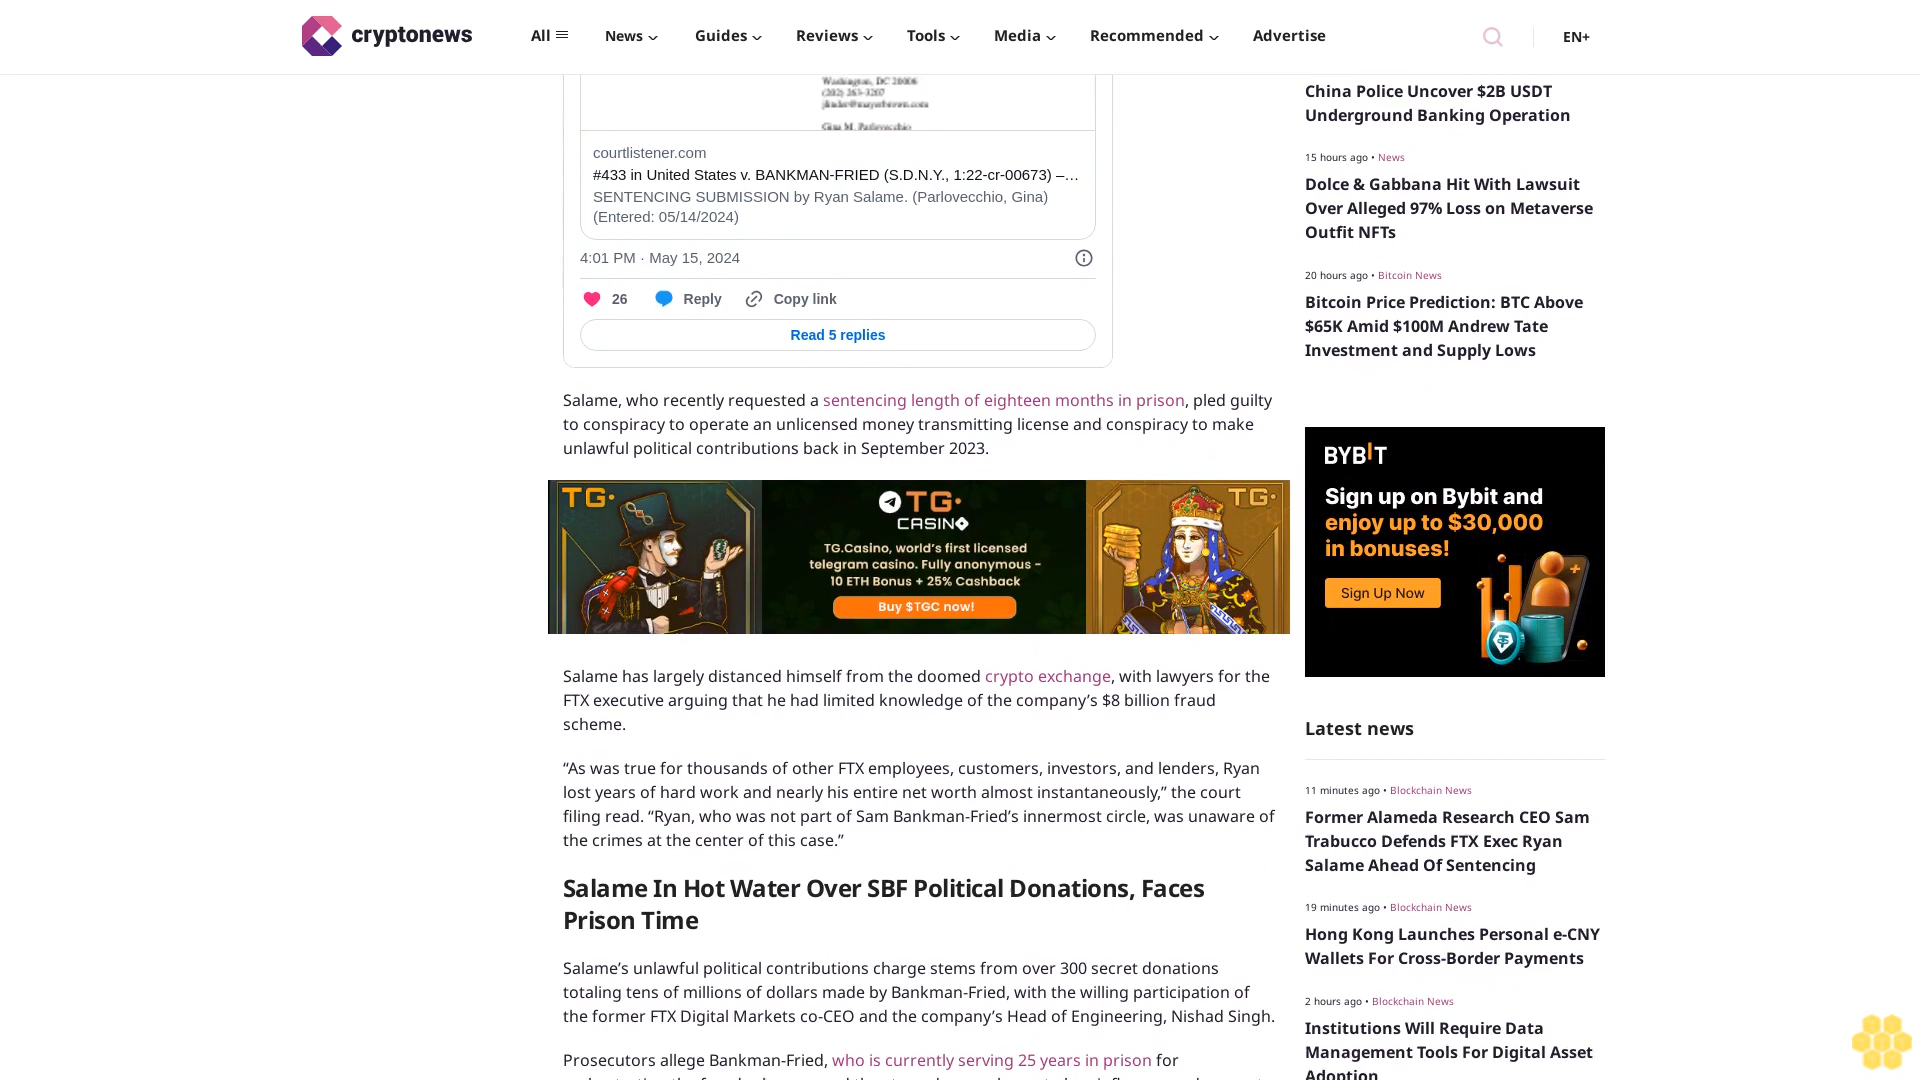 cryptonews
All
News
Guides
Reviews
Tools
Media
Recommended
Advertise
EN+
Washington, DC 20006
(202) 263-3207
jlinder@mayerbrown.com
Gina M. Parlovecchio
courtlistener.com
#433 in United States v. BANKMAN-FRIED (S.D.N.Y., 1:22-cr-00673) –…
SENTENCING SUBMISSION by Ryan Salame. (Parlovecchio, Gina)
(Entered: 05/14/2024)
4:01 PM · May 15, 2024
26
Reply
Copy link
Read 5 replies
Salame, who recently requested a sentencing length of eighteen months in prison, pled guilty
to conspiracy to operate an unlicensed money transmitting license and conspiracy to make
unlawful political contributions back in September 2023.
TG.
TG.
CASINO
TG.Casino, world's first licensed
telegram casino. Fully anonymous -
10 ETH Bonus + 25% Cashback
Buy $TGC now!
TG.
Salame has largely distanced himself from the doomed crypto exchange, with lawyers for the
FTX executive arguing that he had limited knowledge of the company’s $8 billion fraud
scheme.
“As was true for thousands of other FTX employees, customers, investors, and lenders, Ryan
lost years of hard work and nearly his entire net worth almost instantaneously,” the court
filing read. “Ryan, who was not part of Sam Bankman-Fried’s innermost circle, was unaware of
the crimes at the center of this case.”
Salame In Hot Water Over SBF Political Donations, Faces
Prison Time
Salame’s unlawful political contributions charge stems from over 300 secret donations
totaling tens of millions of dollars made by Bankman-Fried, with the willing participation of
the former FTX Digital Markets co-CEO and the company’s Head of Engineering, Nishad Singh.
Prosecutors allege Bankman-Fried, who is currently serving 25 years in prison for
China Police Uncover $2B USDT
Underground Banking Operation
15 hours ago • News
Dolce & Gabbana Hit With Lawsuit
Over Alleged 97% Loss on Metaverse
Outfit NFTs
20 hours ago • Bitcoin News
Bitcoin Price Prediction: BTC Above
$65K Amid $100M Andrew Tate
Investment and Supply Lows
BYBIT
Sign up on Bybit and
enjoy up to $30,000
in bonuses!
Sign Up Now
Latest news
11 minutes ago • Blockchain News
Former Alameda Research CEO Sam
Trabucco Defends FTX Exec Ryan
Salame Ahead Of Sentencing
19 minutes ago • Blockchain News
Hong Kong Launches Personal e-CNY
Wallets For Cross-Border Payments
2 hours ago • Blockchain News
Institutions Will Require Data
Management Tools For Digital Asset
Adoption